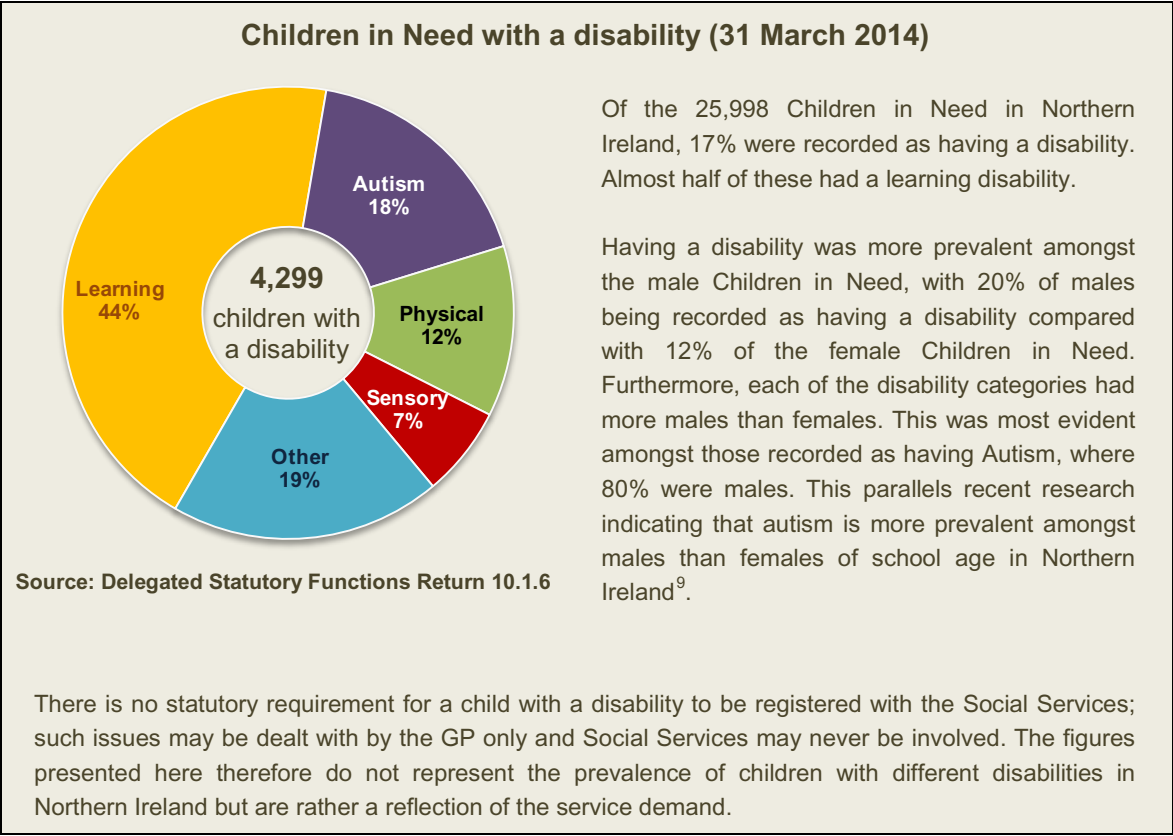 Children in Need with a disability (31 March 2014)
Autism
18%
Physical
12%
Sensory
7%
Other
19%
Learning
44%
4,299
children with
a disability
Source: Delegated Statutory Functions Return 10.1.6
Of the 25,998 Children in Need in Northern
Ireland, 17% were recorded as having a disability.
Almost half of these had a learning disability.
Having a disability was more prevalent amongst
the male Children in Need, with 20% of males
being recorded as having a disability compared
with 12% of the female Children in Need.
Furthermore, each of the disability categories had
more males than females. This was most evident
amongst those recorded as having Autism, where
80% were males. This parallels recent research
indicating that autism is more prevalent amongst
males than females of school age in Northern
Ireland⁹.
There is no statutory requirement for a child with a disability to be registered with the Social Services;
such issues may be dealt with by the GP only and Social Services may never be involved. The figures
presented here therefore do not represent the prevalence of children with different disabilities in
Northern Ireland but are rather a reflection of the service demand.